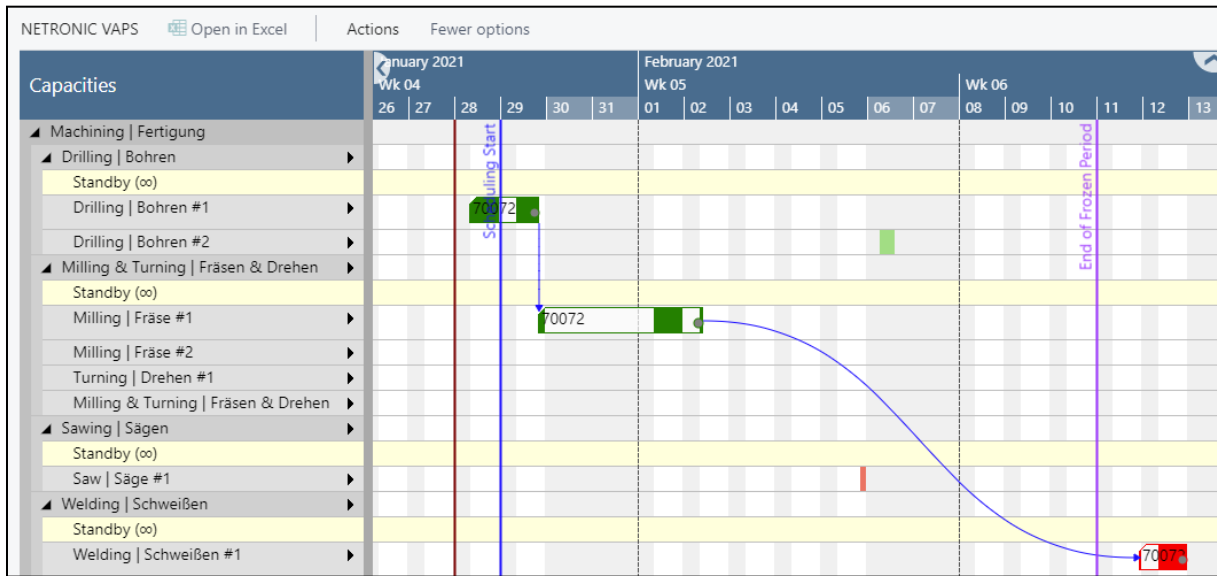 NETRONIC VAPS Open in Excel Actions Fewer options
Capacities
anuary 2021 February 2021
Wk 04 Wk 05 Wk 06
26 27 28 29 30 31 01 02 03 04 05 06 07 08 09 10 11 12 13
Machining | Fertigung
Drilling | Bohren
Standby (∞)
Drilling | Bohren #1 70072
Drilling | Bohren #2
Milling & Turning | Fräsen & Drehen
Standby (∞)
Milling | Fräse #1 70072
Milling | Fräse #2
Turning | Drehen #1
Milling & Turning | Fräsen & Drehen
Sawing | Sägen
Standby (∞)
Saw | Säge #1
Welding | Schweißen
Standby (∞)
Welding | Schweißen #1 70072
Scheduling Start
End of Frozen Period